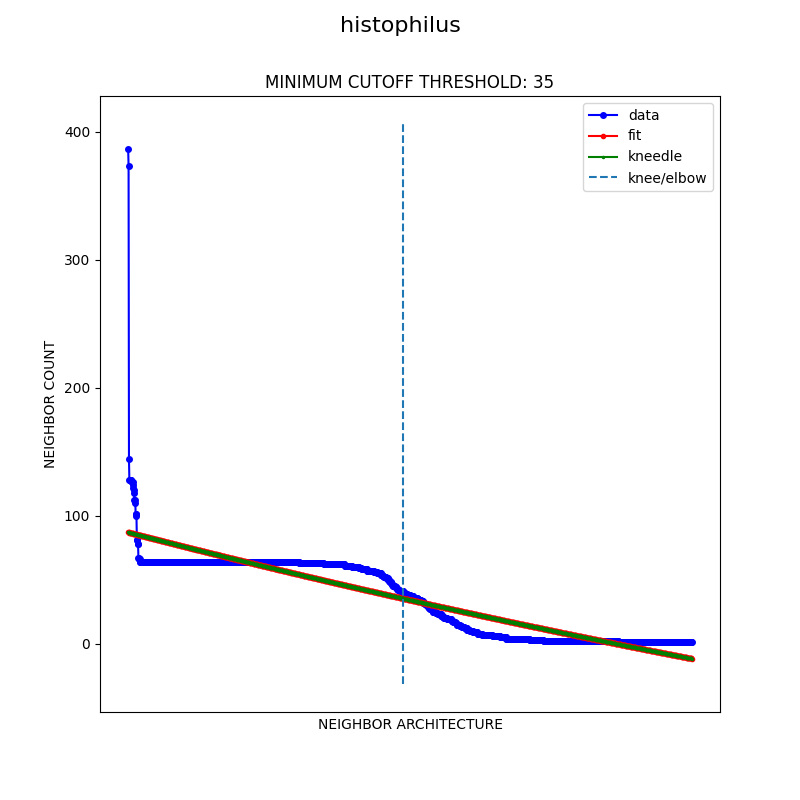 histophilus
MINIMUM CUTOFF THRESHOLD: 35
data
fit
kneedle
knee/elbow
400
300
200
100
0
NEIGHBOR COUNT
NEIGHBOR ARCHITECTURE